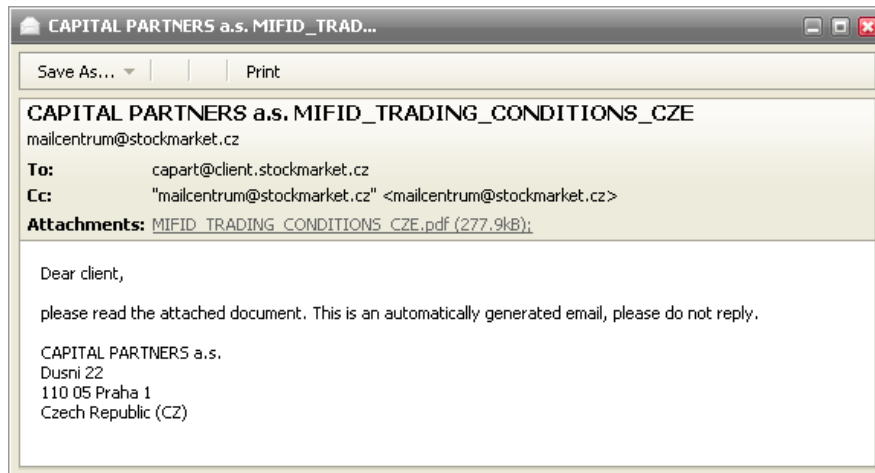 CAPITAL PARTNERS a.s. MIFID_TRAD...
Save As... Print
CAPITAL PARTNERS a.s. MIFID_TRADING_CONDITIONS_CZE
mailcentrum@stockmarket.cz
To: capart@client.stockmarket.cz
Cc: "mailcentrum@stockmarket.cz" <mailcentrum@stockmarket.cz>
Attachments: MIFID_TRADING_CONDITIONS_CZE.pdf (277.9kB);
Dear client,
please read the attached document. This is an automatically generated email, please do not reply.
CAPITAL PARTNERS a.s.
Dusni 22
110 05 Praha 1
Czech Republic (CZ)